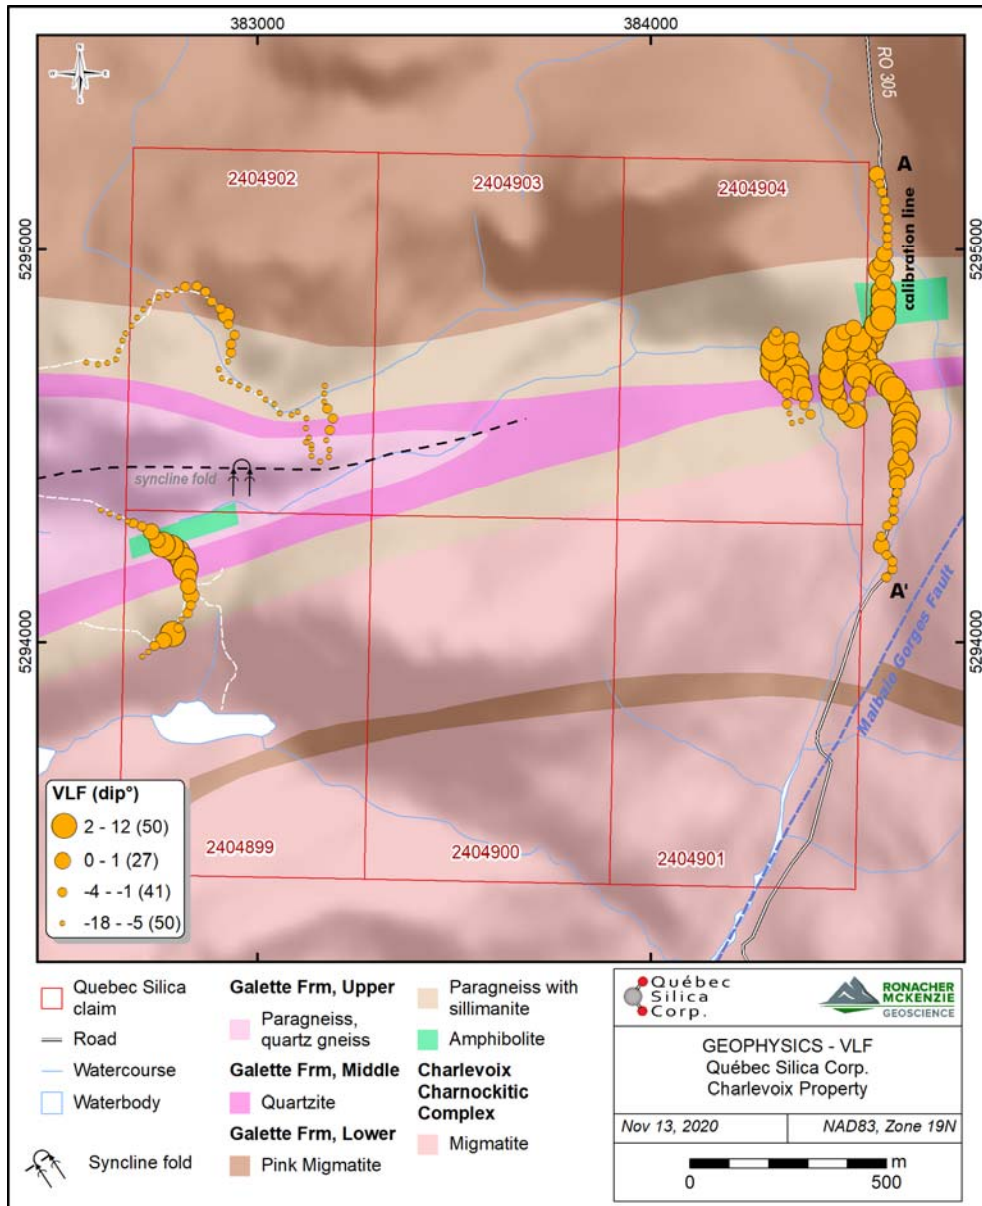 383000
384000
RO 305
A
2404902
2404903
2404904
calibration line
5295000
5295000
syncline fold
A'
5294000
5294000
Malbaie Gorges Fault
VLF (dip°)
2 - 12 (50)
0 - 1 (27)
-4 - -1 (41)
-18 - -5 (50)
2404899
2404900
2404901
Quebec Silica
claim
Road
Watercourse
Waterbody
Syncline fold
Galette Frm, Upper
Paragneiss,
quartz gneiss
Galette Frm, Middle
Quartzite
Galette Frm, Lower
Pink Migmatite
Paragneiss with
sillimanite
Amphibolite
Charlevoix
Charnockitic
Complex
Migmatite
Québec
Silica
Corp.
RONACHER
MCKENZIE
GEOSCIENCE
GEOPHYSICS - VLF
Québec Silica Corp.
Charlevoix Property
Nov 13, 2020
NAD83, Zone 19N
m
0 500